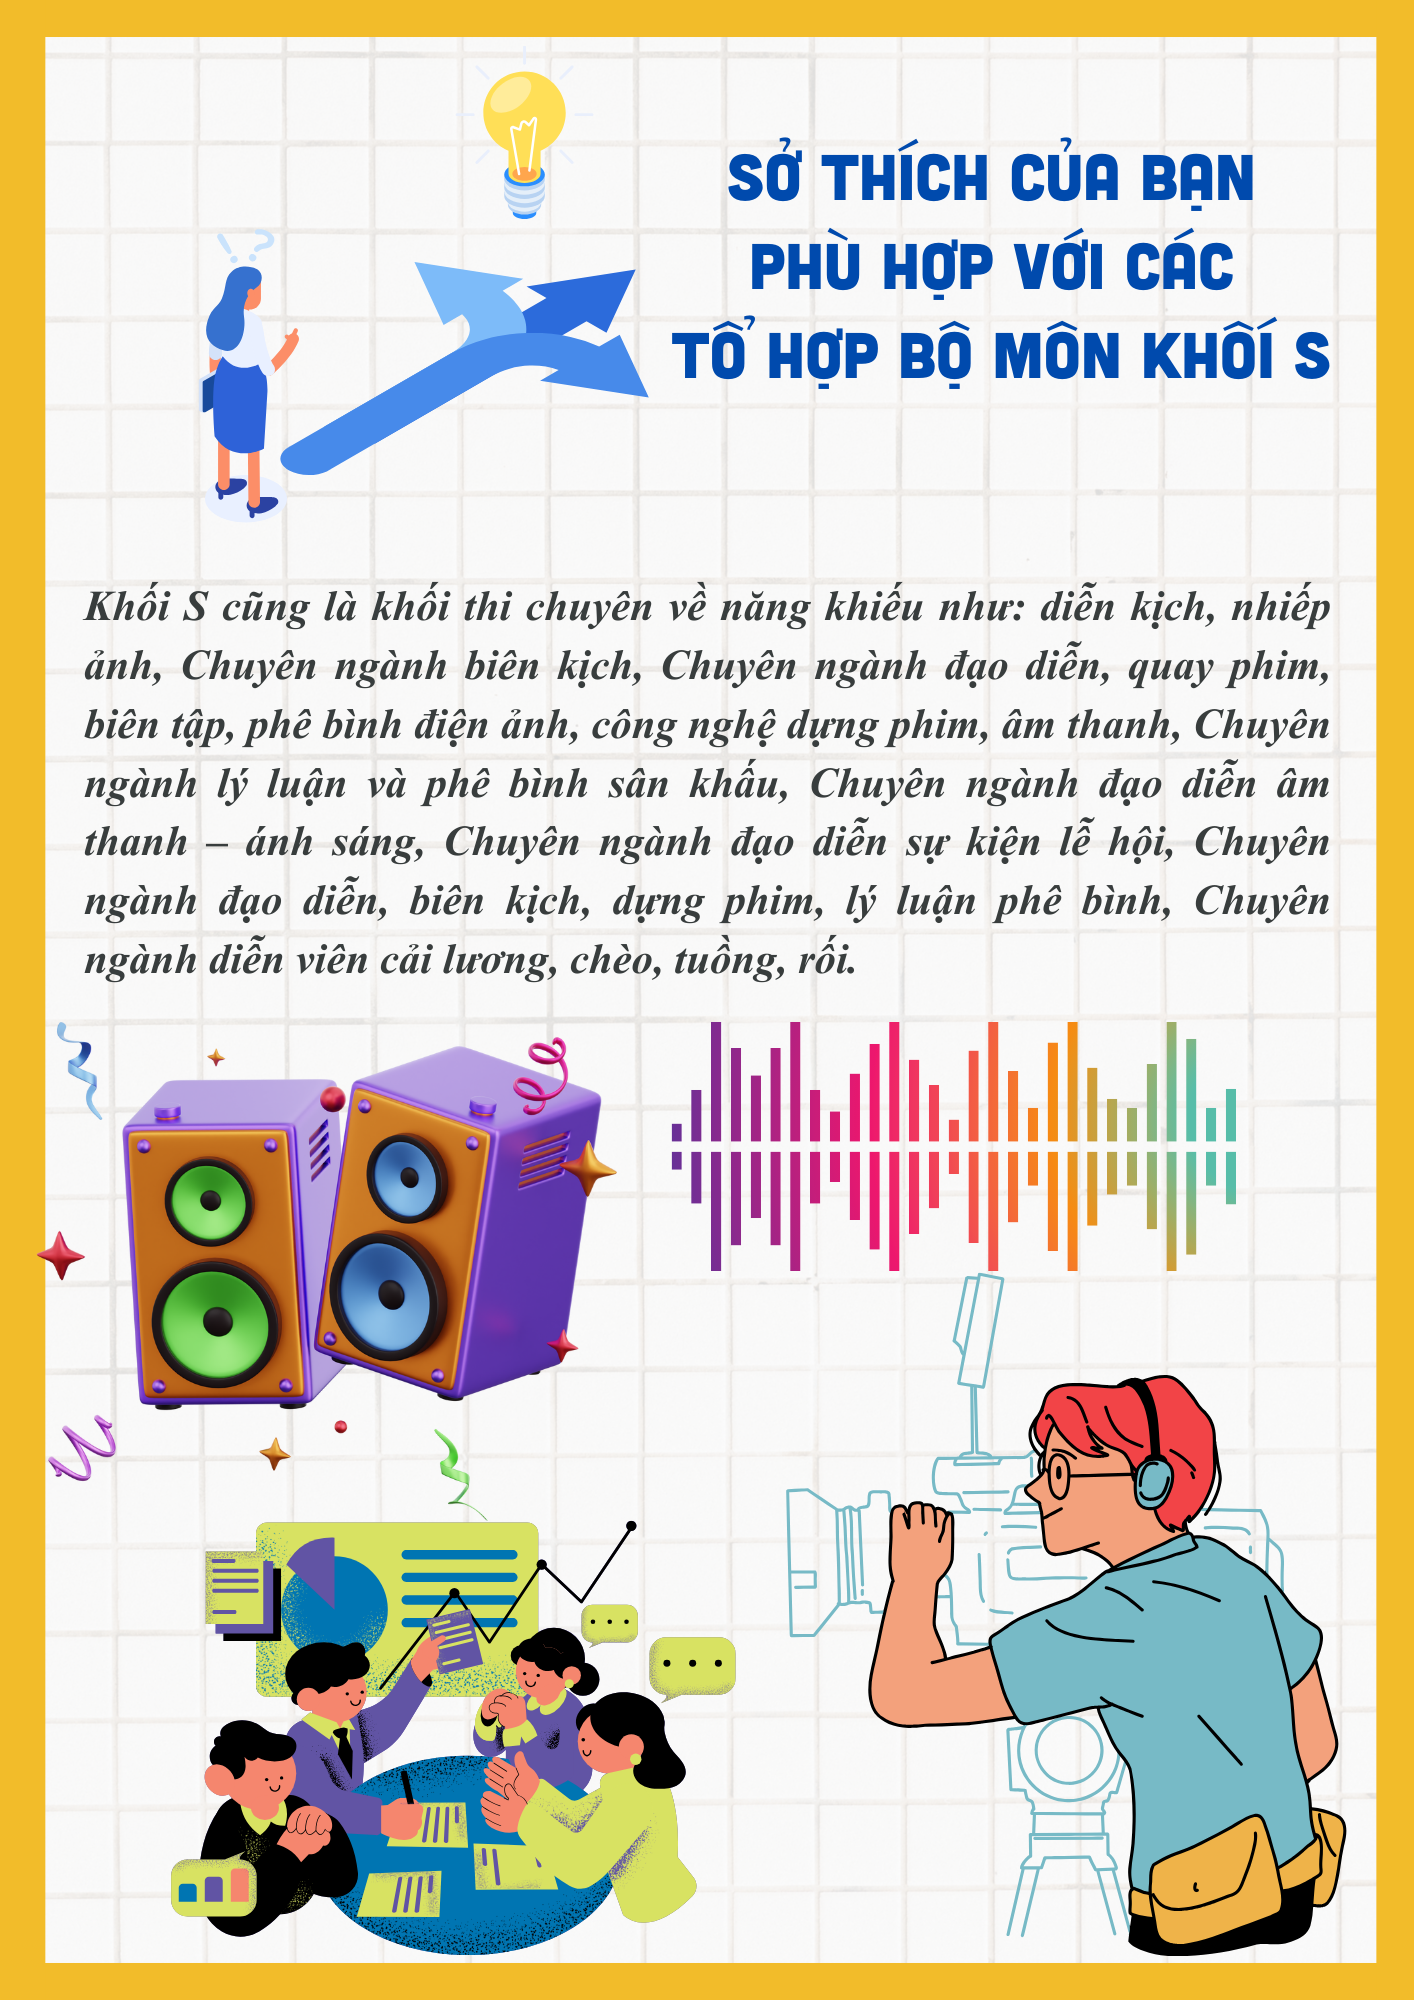 SỞ THÍCH CỦA BẠN
PHÙ HỢP VỚI CÁC
TỔ HỢP BỘ MÔN KHỐI S
Khối S cũng là khối thi chuyên về năng khiếu như: diễn kịch, nhiếp
ảnh, Chuyên ngành biên kịch, Chuyên ngành đạo diễn, quay phim,
biên tập, phê bình điện ảnh, công nghệ dựng phim, âm thanh, Chuyên
ngành lý luận và phê bình sân khấu, Chuyên ngành đạo diễn âm
thanh – ánh sáng, Chuyên ngành đạo diễn sự kiện lễ hội, Chuyên
ngành đạo diễn, biên kịch, dựng phim, lý luận phê bình, Chuyên
ngành diễn viên cải lương, chèo, tuồng, rối.